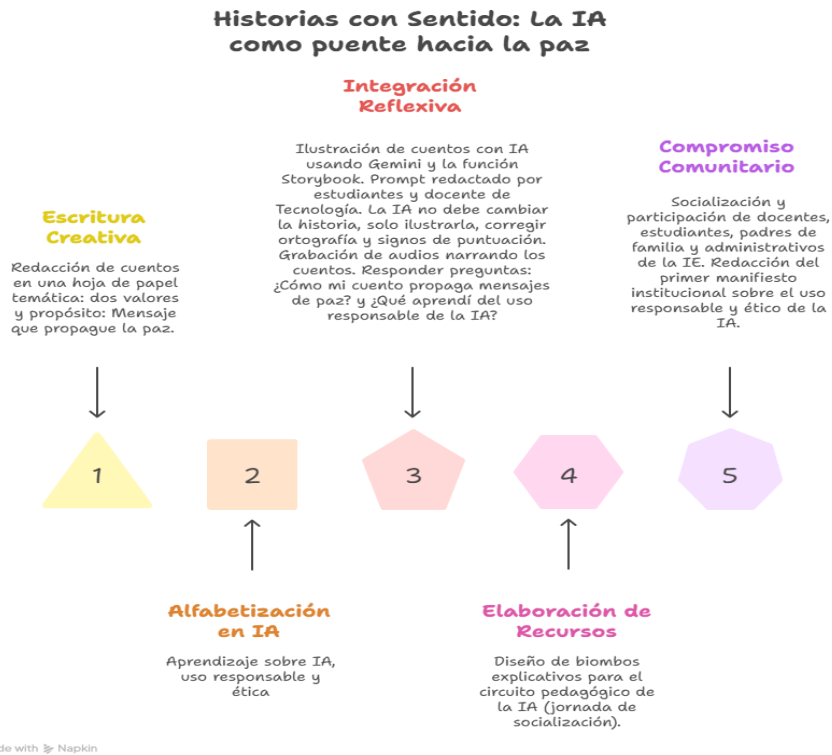 Historias con Sentido: La IA
como puente hacia la paz
Integración
Reflexiva
Ilustración de cuentos con IA
usando Gemini y la función
Storybook. Prompt redactado por
estudiantes y docente de
Tecnología. La IA no debe cambiar
la historia, solo ilustrarla, corregir
ortografía y signos de puntuación.
Grabación de audios narrando los
cuentos. Responder preguntas:
¿Cómo mi cuento propaga mensajes
de paz? y ¿Qué aprendí del uso
responsable de la IA?
Compromiso
Comunitario
Socialización y
participación de docentes,
estudiantes, padres de
familia y administrativos
de la IE. Redacción del
primer manifiesto
institucional sobre el uso
responsable y ético de la
IA.
Escritura
Creativa
Redacción de cuentos
en una hoja de papel
temática: dos valores
y propósito: Mensaje
que propague la paz.
1
2
3
4
5
Alfabetización
en IA
Aprendizaje sobre IA,
uso responsable y
ética
Elaboración de
Recursos
Diseño de biombos
explicativos para el
circuito pedagógico de
la IA (jornada de
socialización).
de with Napkin